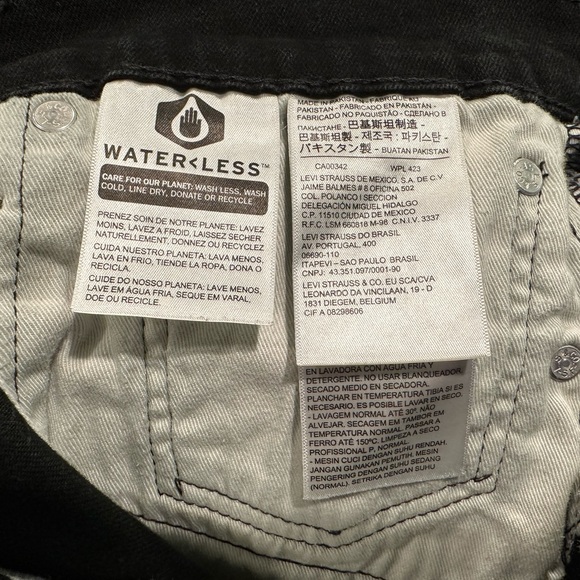 WATER<LESS™
CARE FOR OUR PLANET: WASH LESS, WASH
COLD, LINE DRY, DONATE OR RECYCLE
PRENEZ SOIN DE NOTRE PLANÈTE: LAVEZ
MOINS, LAVEZ A FROID, LAISSEZ SECHER
NATURELLEMENT, DONNEZ OU RECYCLEZ
CUIDA NUESTRO PLANETA: LAVA MENOS,
LAVA EN FRIO, TIENDE LA ROPA, DONA O
RECICLA.
CUIDE DO NOSSO PLANETA: LAVE MENOS,
LAVE EM ÁGUA FRIA, SEQUE EM VARAL,
DOE OU RECICLE.
MADE IN PAKISTAN - FABRIQUE AU
PAKISTAN - FABRICADO EN PAKISTAN -
FABRICADO NO PAQUISTÃO - СДЕЛАНО В
ПАКИСТАНЕ - 巴基斯坦制造 -
巴基斯坦製 - 제조국 - 파키스탄 -
パキスタン製 - BUATAN PAKISTAN
CA00342 WPL 423
LEVI STRAUSS DE MEXICO, S.A. DE C.V.
JAIME BALMES # 8 OFICINA 502
COL. POLANCO I SECCION
DELEGACIÓN MIGUEL HIDALGO
C.P. 11510 CIUDAD DE MEXICO
R.F.C. LSM 660818 M-98 C.N.I.V. 3337
LEVI STRAUSS DO BRASIL
AV. PORTUGAL, 400
06690-110
ITAPEVI – SAO PAULO BRASIL
CNPJ: 43.351.097/0001-90
LEVI STRAUSS & CO. EU SCA/CVA
LEONARDO DA VINCILAAN, 19 - D
1831 DIEGEM, BELGIUM
CIF A 08298606
EN LAVADORA CON AGUA FRIA Y
DETERGENTE. NO USAR BLANQUEADOR.
SECADO MEDIO EN SECADORA.
PLANCHAR EN TEMPERATURA TIBIA SI ES
NECESARIO. ES POSIBLE LAVAR EN SECO.
- LAVAGEM NORMAL ATÉ 30°. NÃO
ALVEJAR. SECAGEM EM TAMBOR EM
TEMPERATURA NORMAL. PASSAR A
FERRO ATÉ 150ºC. LIMPEZA A SECO
PROFISSIONAL P, NORMAL
- MESIN CUCI DENGAN SUHU RENDAH.
JANGAN GUNAKAN PEMUTIH. MESIN
PENGERING DENGAN SUHU SEDANG
(NORMAL). SETRIKA DENGAN SUHU